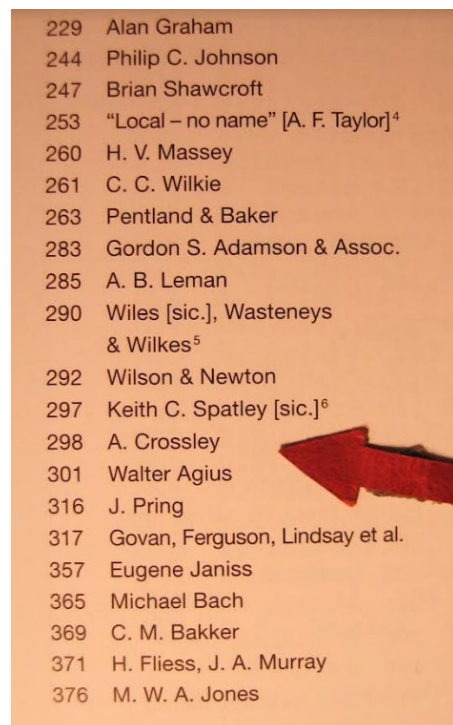 229 Alan Graham
244 Philip C. Johnson
247 Brian Shawcroft
253 “Local – no name” [A. F. Taylor]⁴
260 H. V. Massey
261 C. C. Wilkie
263 Pentland & Baker
283 Gordon S. Adamson & Assoc.
285 A. B. Leman
290 Wiles [sic.], Wasteneys
& Wilkes⁵
292 Wilson & Newton
297 Keith C. Spatley [sic.]⁶
298 A. Crossley
301 Walter Agius
316 J. Pring
317 Govan, Ferguson, Lindsay et al.
357 Eugene Janiss
365 Michael Bach
369 C. M. Bakker
371 H. Fliess, J. A. Murray
376 M. W. A. Jones